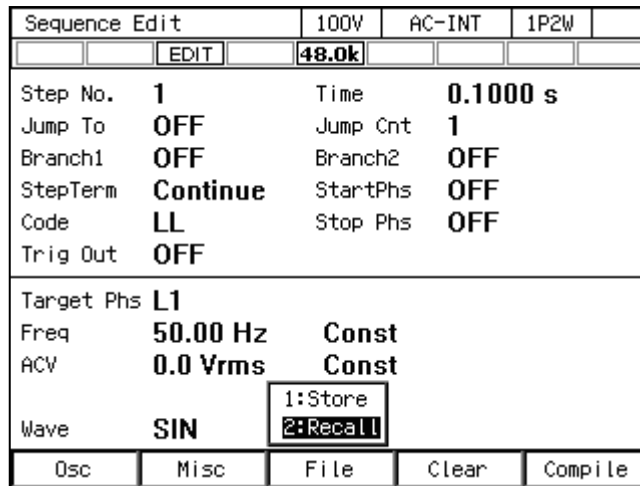 Sequence Edit 100V AC-INT 1P2W
EDIT 48.0k
Step No. 1 Time 0.1000 s
Jump To OFF Jump Cnt 1
Branch1 OFF Branch2 OFF
StepTerm Continue StartPhs OFF
Code LL Stop Phs OFF
Trig Out OFF
Target Phs L1
Freq 50.00 Hz Const
ACV 0.0 Vrms Const
1:Store
Wave SIN 2:Recall
Osc Misc File Clear Compile